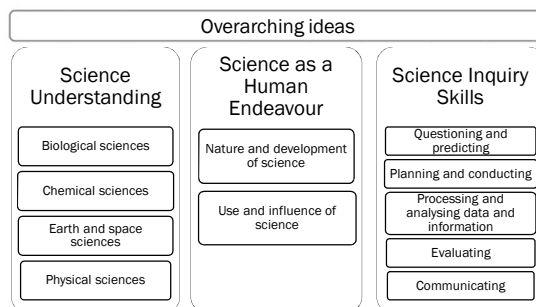 Overarching ideas
Science
Understanding
Biological sciences
Chemical sciences
Earth and space
sciences
Physical sciences
Science as a
Human
Endeavour
Nature and development
of science
Use and influence of
science
Science Inquiry
Skills
Questioning and
predicting
Planning and conducting
Processing and
analysing data and
information
Evaluating
Communicating